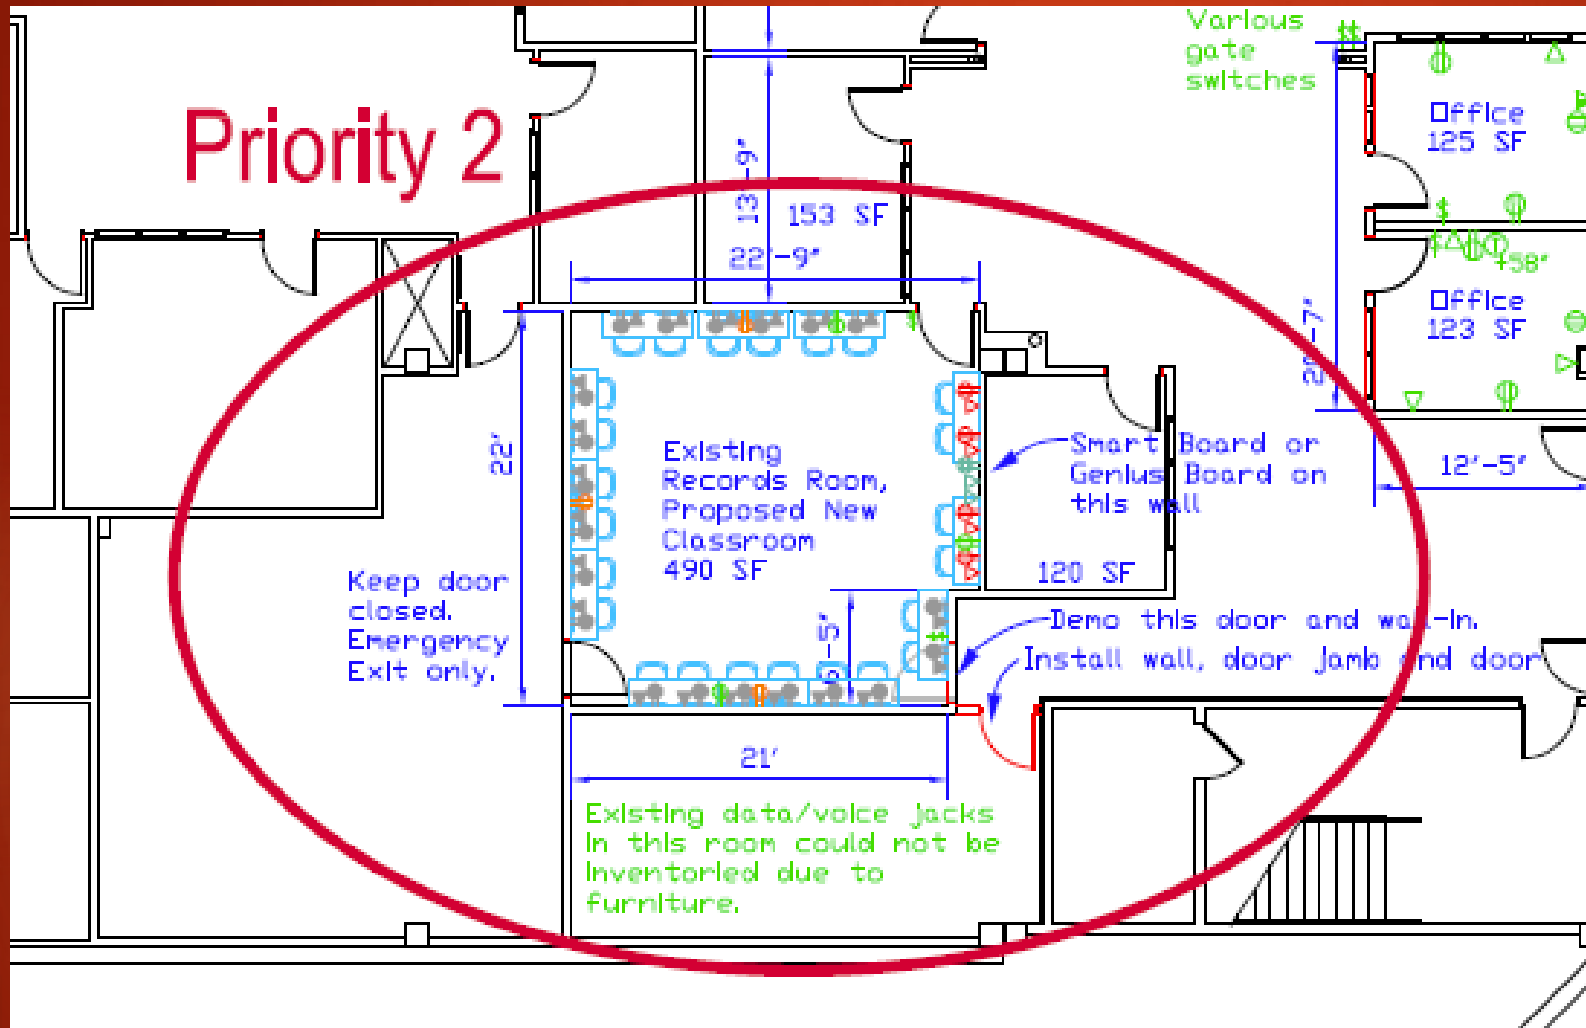 Various
gate
switches
Priority 2
Office
125 SF
13'-9"
153 SF
22'-9"
+58"
Office
123 SF
22'
Existing
Records Room,
Proposed New
Classroom
490 SF
Smart Board or
Genius Board on
this wall
12'-5"
120 SF
Keep door
closed.
Emergency
Exit only.
6'-5"
Demo this door and wall-in.
Install wall, door jamb and door
21'
Existing data/voice jacks
in this room could not be
inventoried due to
furniture.